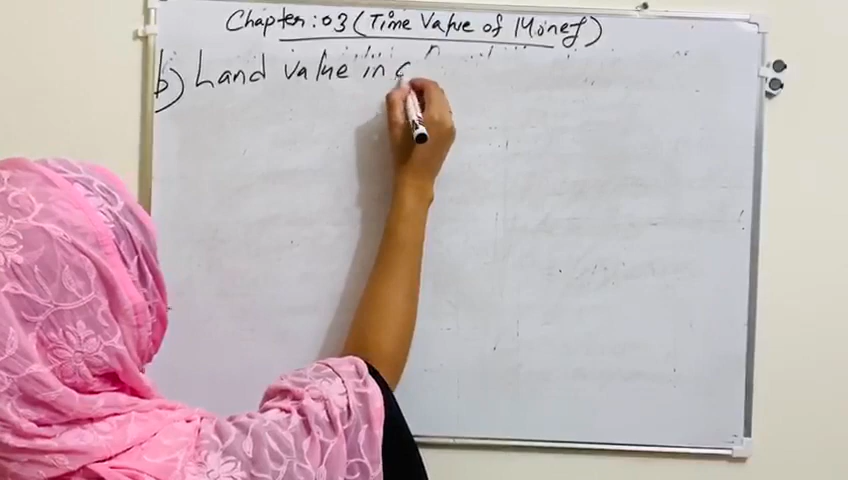 Chapter: 03 (Time Value of Money)
b) Land value in c